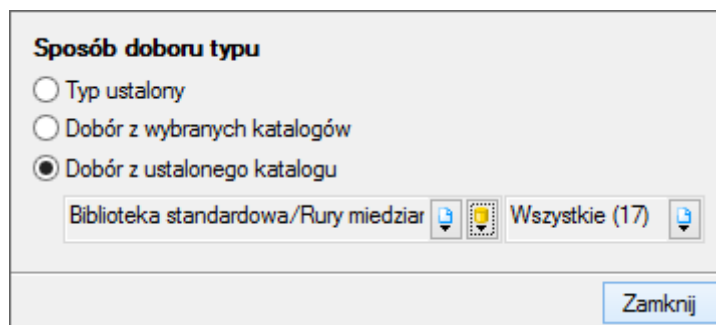 Sposób doboru typu
Typ ustalony
Dobór z wybranych katalogów
Dobór z ustalonego katalogu
Biblioteka standardowa/Rury miedziar Wszystkie (17)
Zamknij